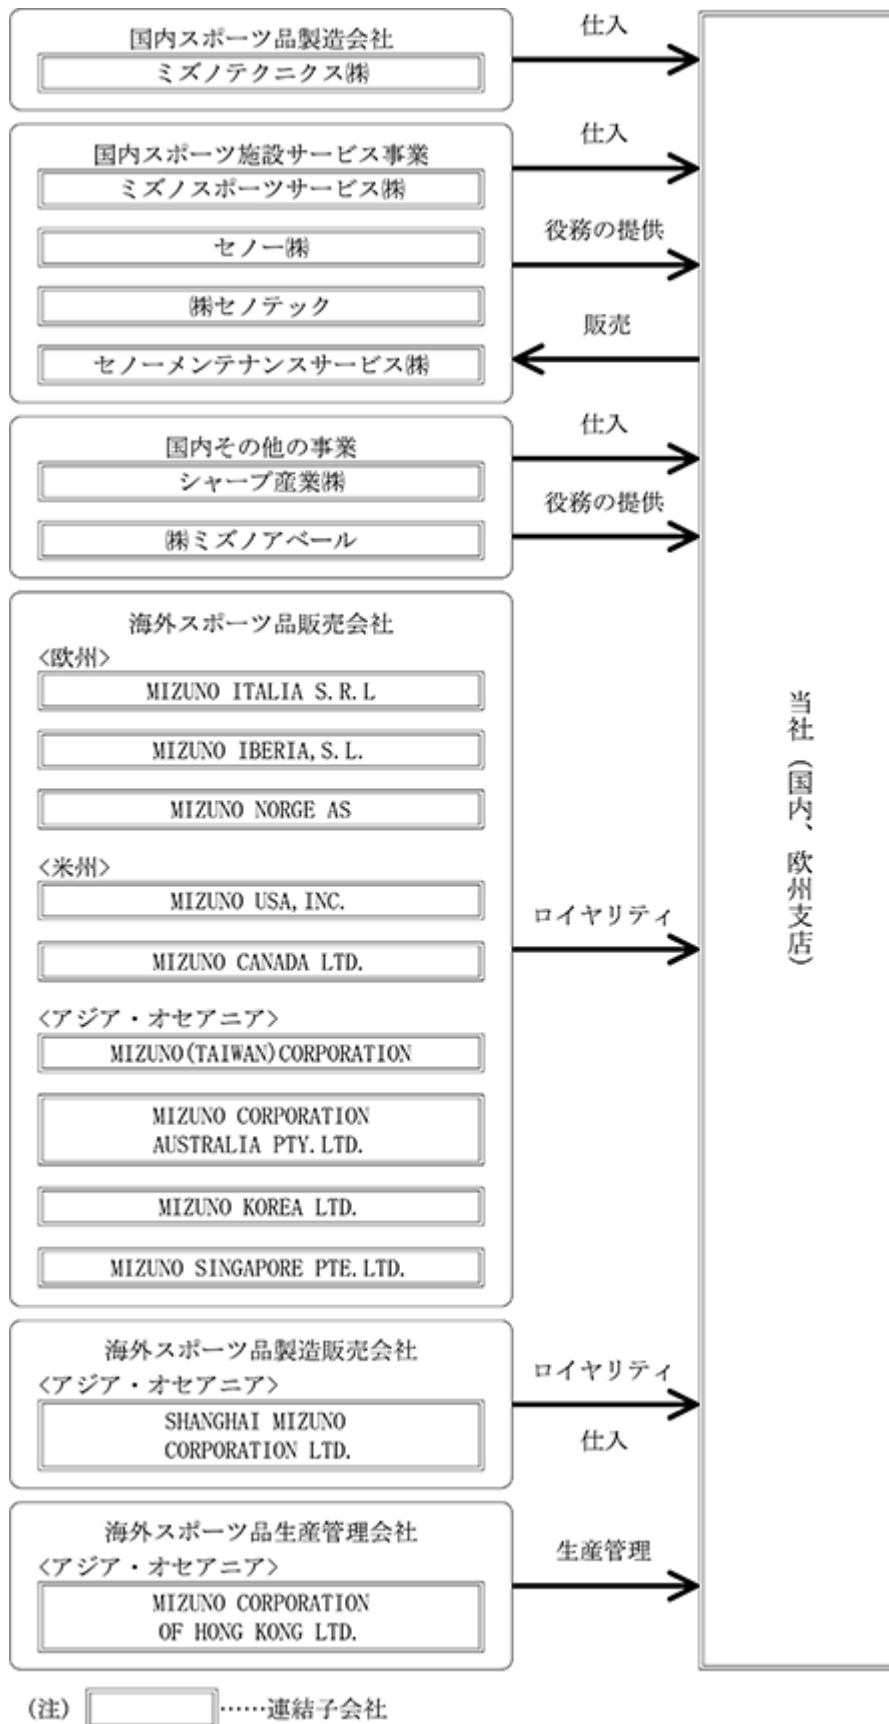 国内スポーツ品製造会社
ミズノテクニクス㈱
仕入
国内スポーツ施設サービス事業
ミズノスポーツサービス㈱
セノー㈱
㈱セノテック
セノーメンテナンスサービス㈱
仕入
役務の提供
販売
国内その他の事業
シャープ産業㈱
㈱ミズノアベール
仕入
役務の提供
海外スポーツ品販売会社
<欧州>
MIZUNO ITALIA S.R.L
MIZUNO IBERIA,S.L.
MIZUNO NORGE AS
<米州>
MIZUNO USA,INC.
MIZUNO CANADA LTD.
<アジア・オセアニア>
MIZUNO(TAIWAN)CORPORATION
MIZUNO CORPORATION
AUSTRALIA PTY.LTD.
MIZUNO KOREA LTD.
MIZUNO SINGAPORE PTE.LTD.
ロイヤリティ
海外スポーツ品製造販売会社
<アジア・オセアニア>
SHANGHAI MIZUNO
CORPORATION LTD.
ロイヤリティ
仕入
海外スポーツ品生産管理会社
<アジア・オセアニア>
MIZUNO CORPORATION
OF HONG KONG LTD.
生産管理
当社（国内、欧州支店）
(注) ……連結子会社